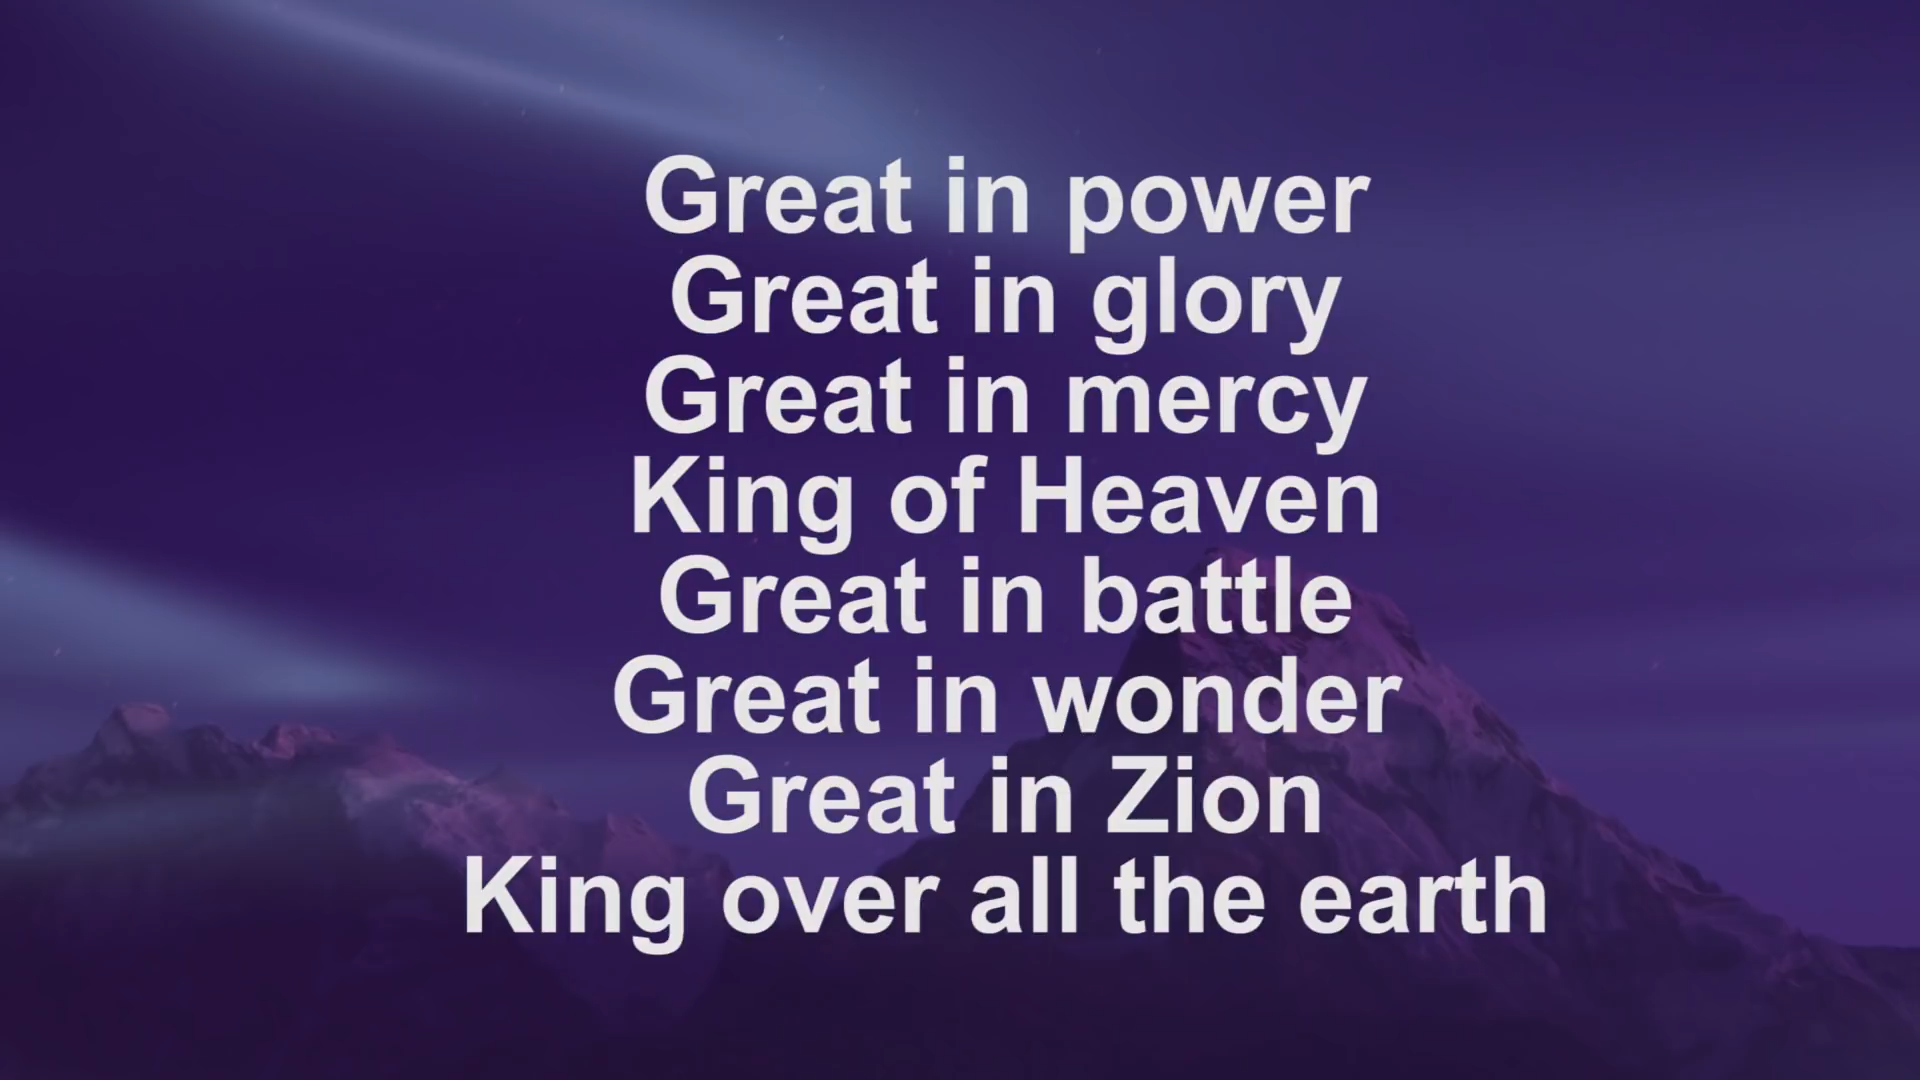 Great in power
Great in glory
Great in mercy
King of Heaven
Great in battle
Great in wonder
Great in Zion
King over all the earth